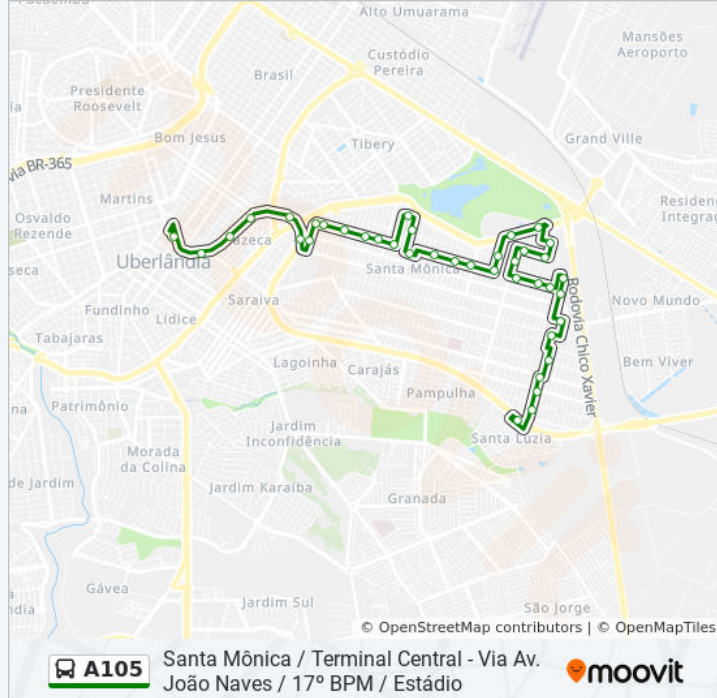 Alto Umuarama
Mansões
Aeroporto
Custódio
Pereira
Brasil
Presidente
Roosevelt
Bom Jesus
Tibery
Grand Ville
via BR-365
Martins
Osvaldo
Rezende
Residen
Integraç
Uberlândia
Santa Mônica
Fundinho
Saraiva
Lídice
Novo Mundo
Tabajaras
Rodovia Chico Xavier
Lagoinha
Carajás
Bem Viver
Pampulha
Patrimônio
Jardim
Inconfidência
Santa Luzia
Morada
da Colina
de Jardim
Jardim Karaíba
Granada
Gávea
Jardim Sul
São Jorge
© OpenStreetMap contributors | © OpenMapTiles
A105
Santa Mônica / Terminal Central - Via Av.
João Naves / 17º BPM / Estádio
moovit